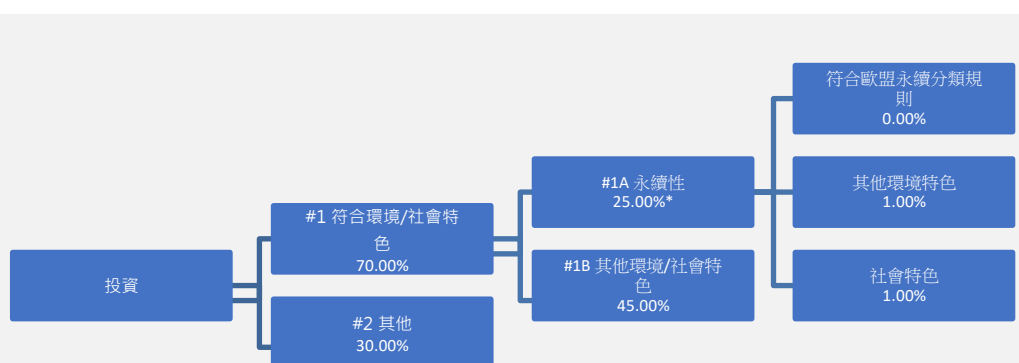 投資
#1 符合環境/社會特
色
70.00%
#2 其他
30.00%
#1A 永續性
25.00%*
#1B 其他環境/社會特
色
45.00%
符合歐盟永續分類規
則
0.00%
其他環境特色
1.00%
社會特色
1.00%